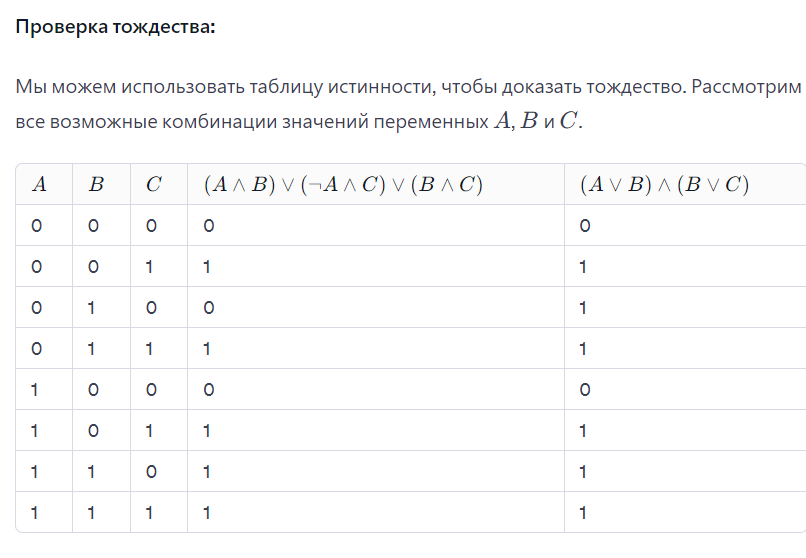 Проверка тождества:
Мы можем использовать таблицу истинности, чтобы доказать тождество. Рассмотрим
все возможные комбинации значений переменных A, B и C.
A B C (A ∧ B) ∨ (¬A ∧ C) ∨ (B ∧ C) (A ∨ B) ∧ (B ∨ C)
0 0 0 0 0
0 0 1 1 1
0 1 0 0 1
0 1 1 1 1
1 0 0 0 0
1 0 1 1 1
1 1 0 1 1
1 1 1 1 1